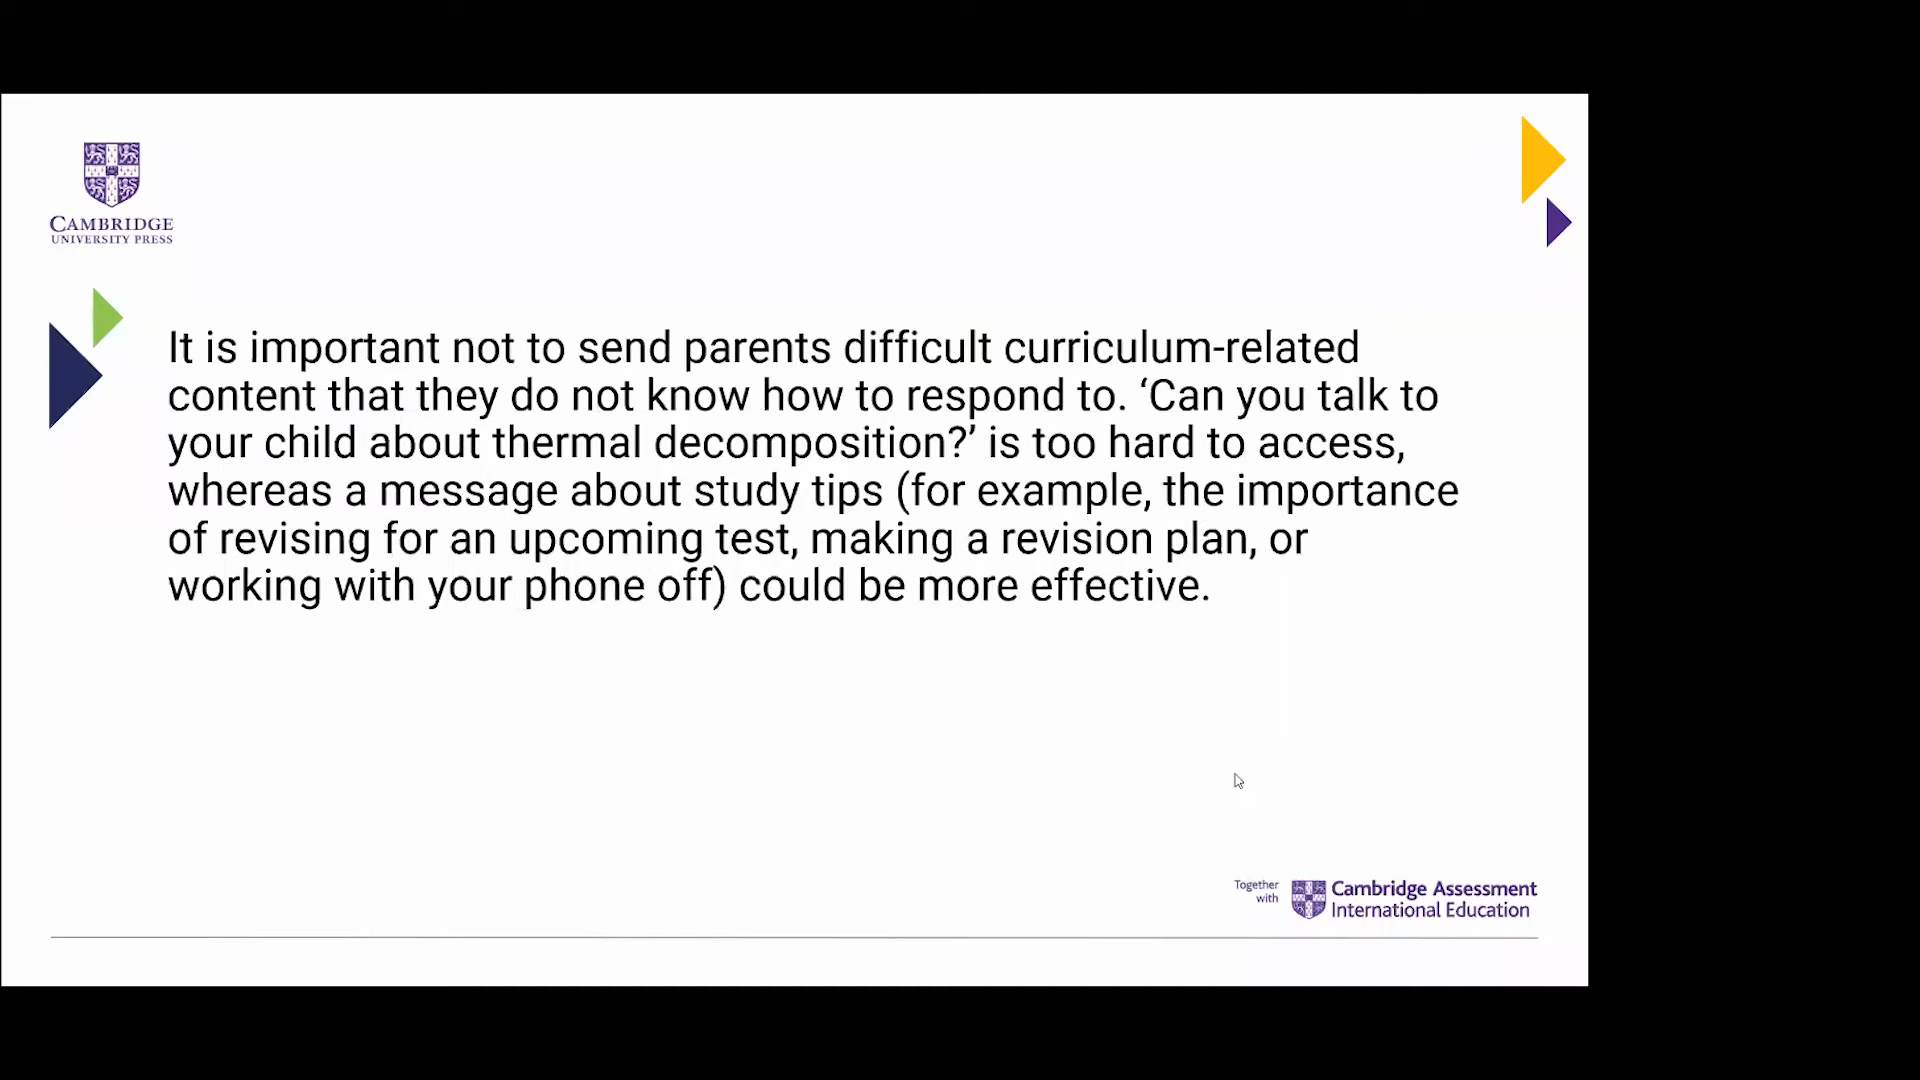 CAMBRIDGE
UNIVERSITY PRESS
It is important not to send parents difficult curriculum-related
content that they do not know how to respond to. ‘Can you talk to
your child about thermal decomposition?’ is too hard to access,
whereas a message about study tips (for example, the importance
of revising for an upcoming test, making a revision plan, or
working with your phone off) could be more effective.
Together
with
Cambridge Assessment
International Education